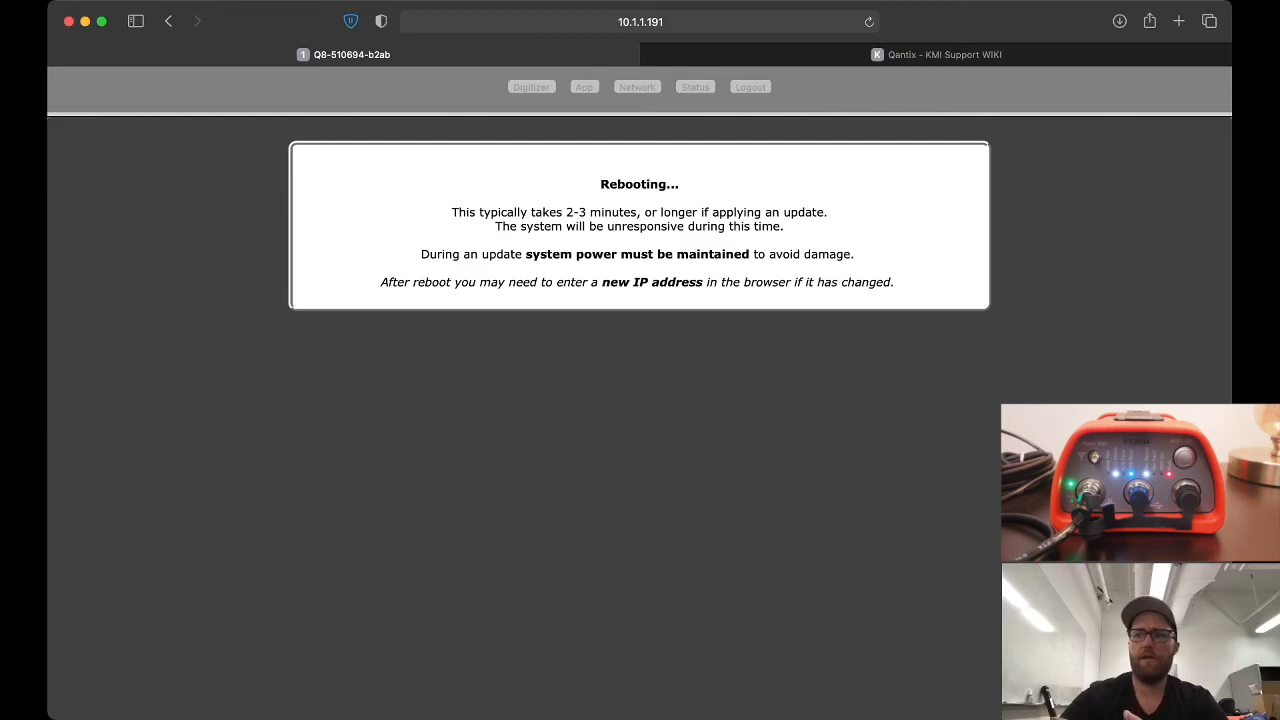 10.1.1.191
1 Q8-510694-b2ab
K Qantix - KMI Support WIKI
Digitizer App Network Status Logout
Rebooting...
This typically takes 2-3 minutes, or longer if applying an update.
The system will be unresponsive during this time.
During an update system power must be maintained to avoid damage.
After reboot you may need to enter a new IP address in the browser if it has changed.
510694